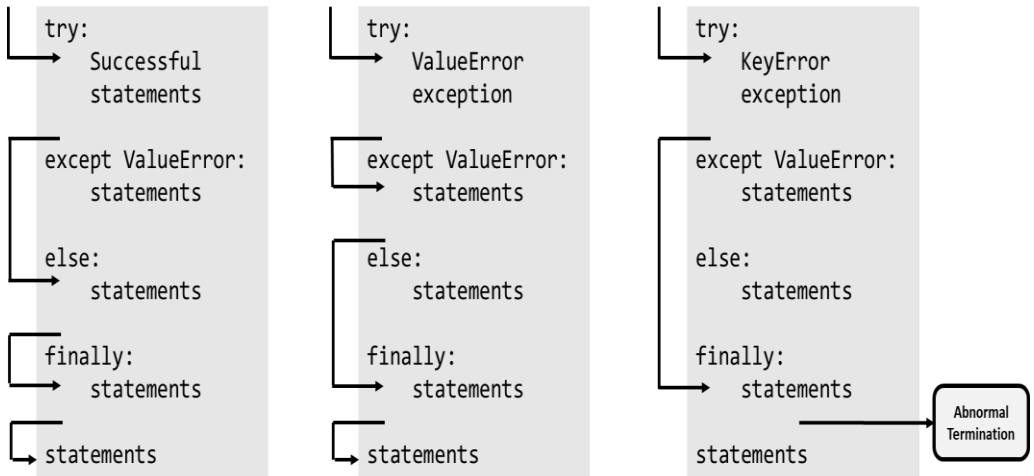 try:
Successful
statements
except ValueError:
statements
else:
statements
finally:
statements
statements
try:
ValueError
exception
except ValueError:
statements
else:
statements
finally:
statements
statements
try:
KeyError
exception
except ValueError:
statements
else:
statements
finally:
statements
statements
Abnormal
Termination